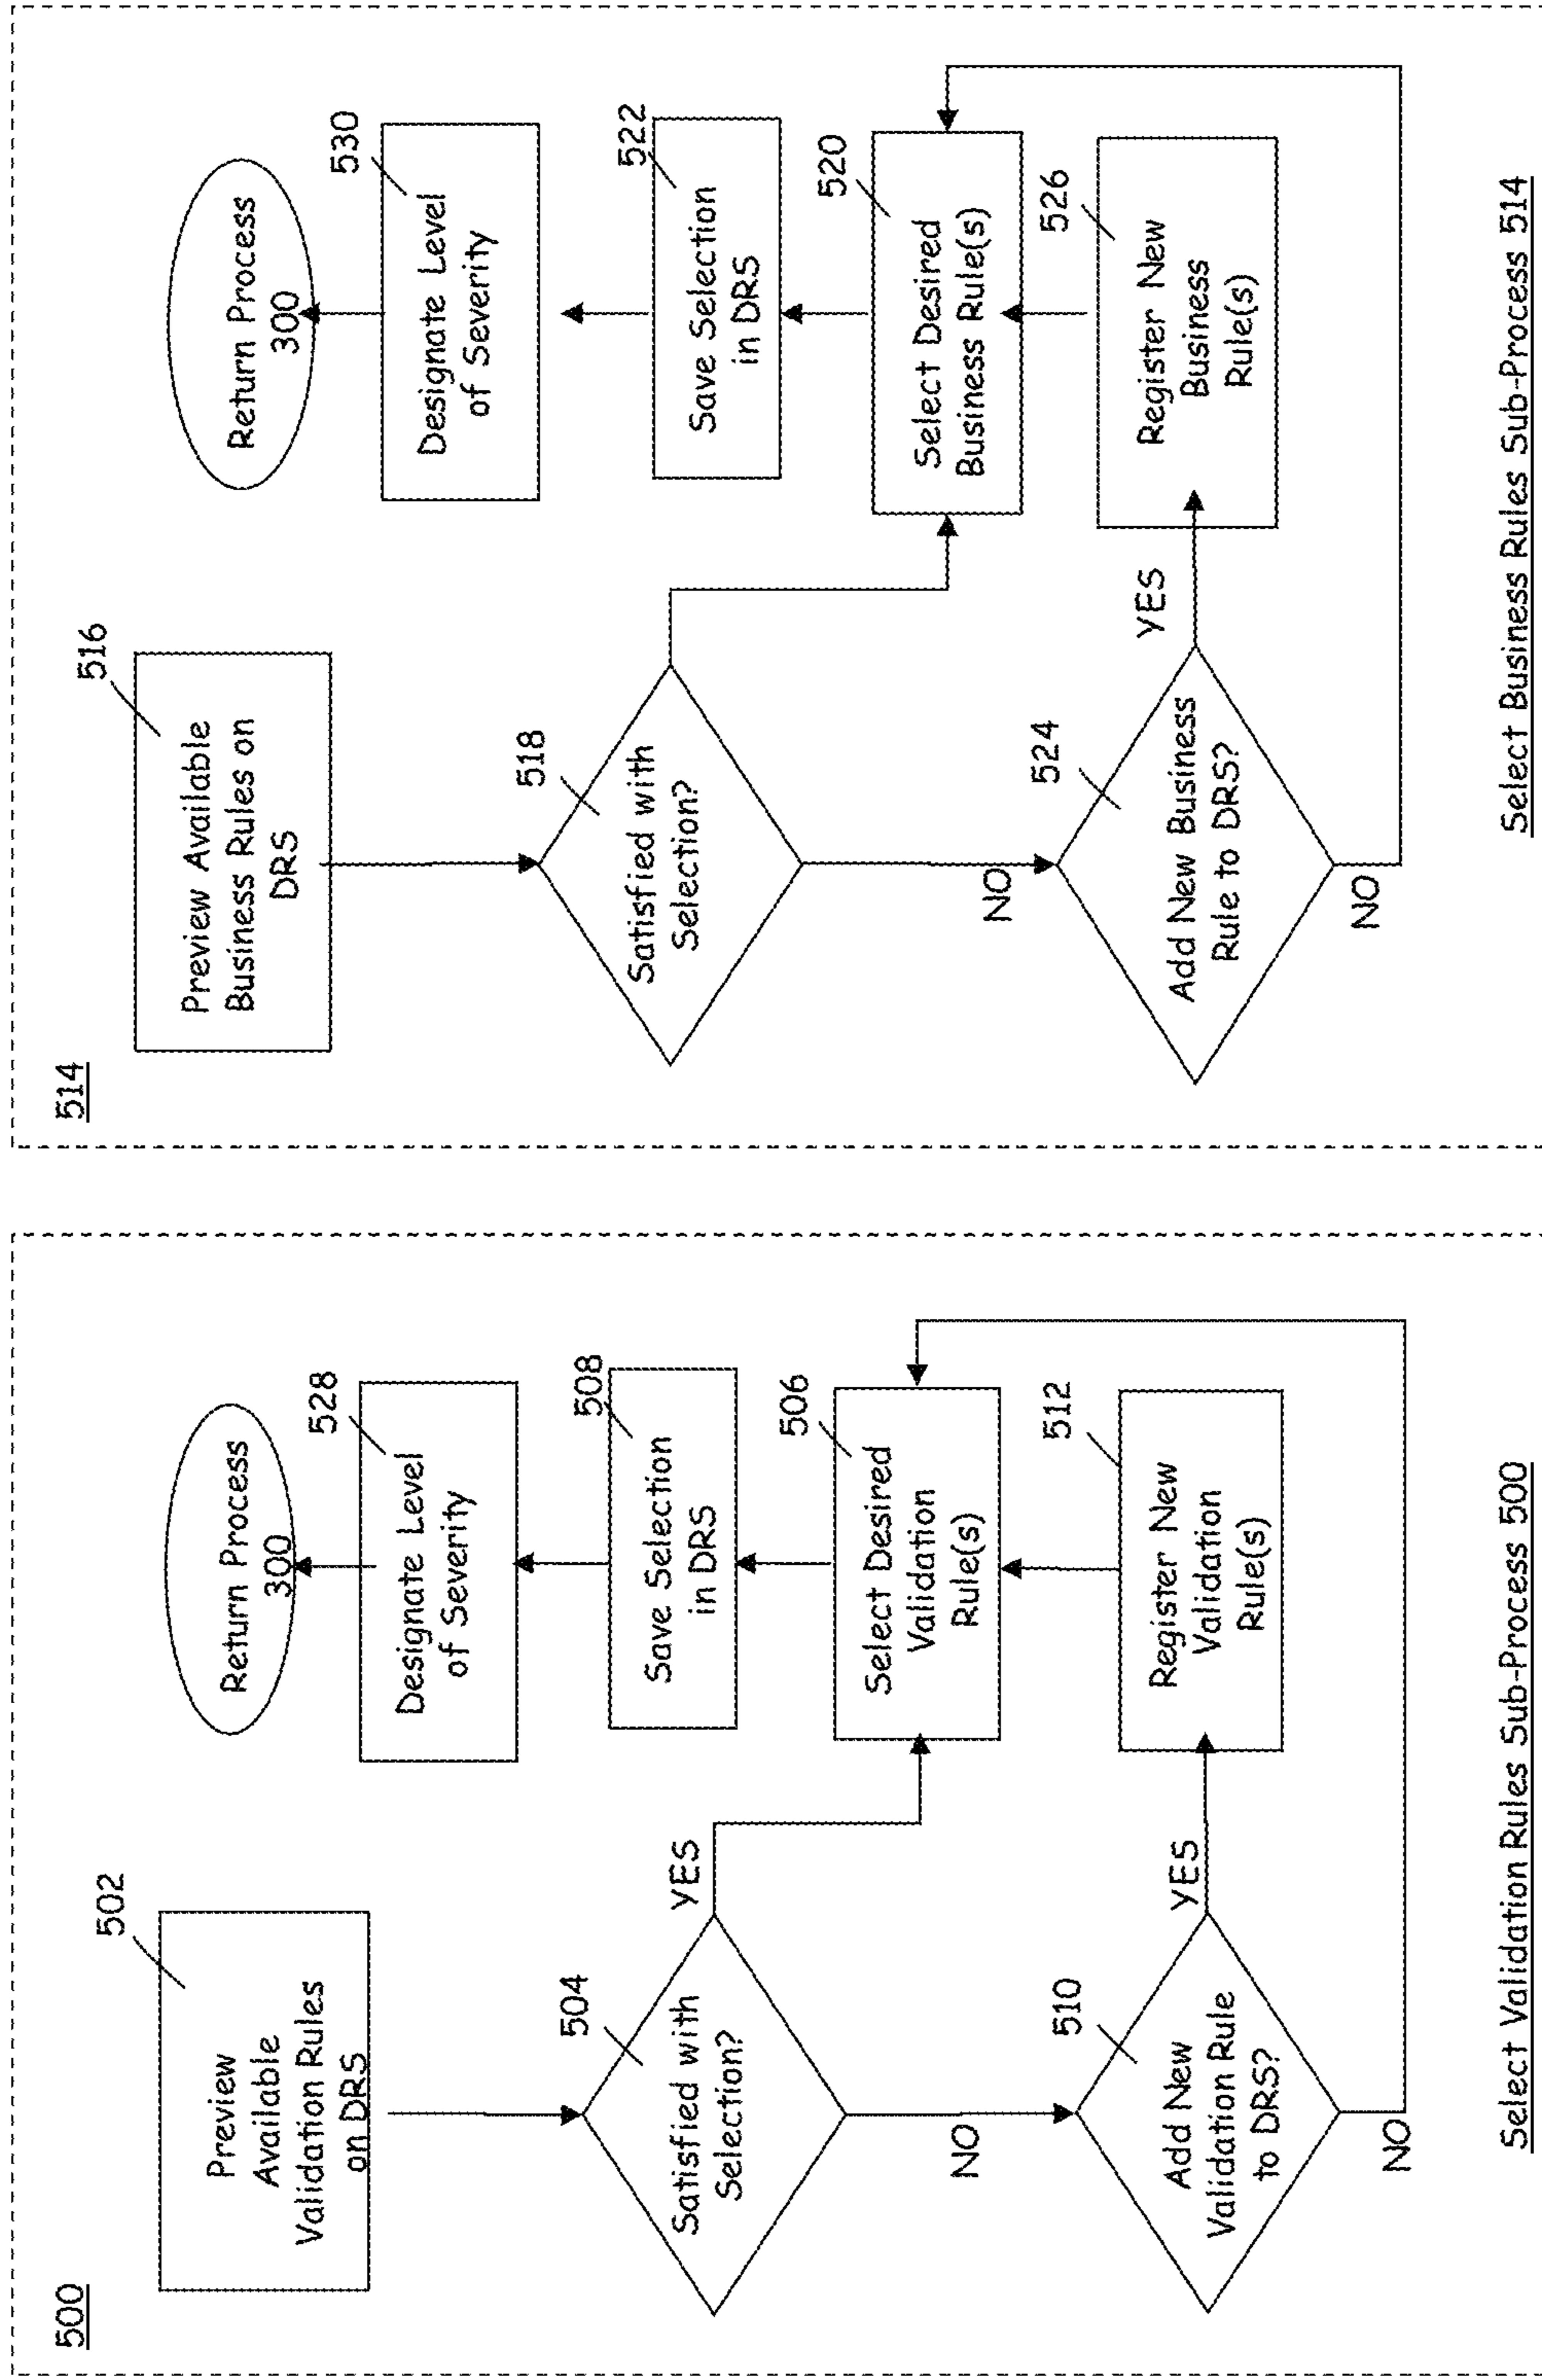 500
502
Preview
Available
Validation Rules
on DRS
504
Satisfied with
Selection?
YES
NO
510
Add New
Validation Rule
to DRS?
YES
NO
Return Process
300
528
Designate Level
of Severity
508
Save Selection
in DRS
506
Select Desired
Validation
Rule(s)
512
Register New
Validation
Rule(s)
Select Validation Rules Sub-Process 500
514
516
Preview Available
Business Rules on
DRS
518
Satisfied with
Selection?
NO
524
Add New Business
Rule to DRS?
YES
NO
Return Process
300
530
Designate Level
of Severity
522
Save Selection
in DRS
520
Select Desired
Business Rule(s)
526
Register New
Business
Rule(s)
Select Business Rules Sub-Process 514